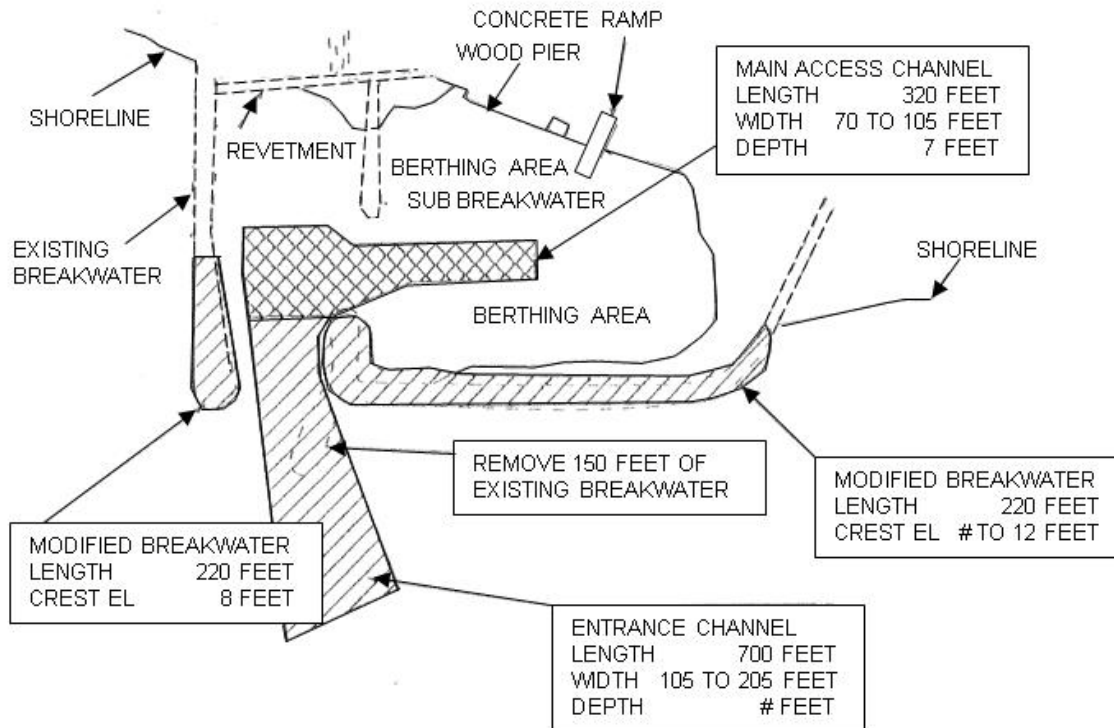 CONCRETE RAMP
WOOD PIER
MAIN ACCESS CHANNEL
LENGTH 320 FEET
WIDTH 70 TO 105 FEET
DEPTH 7 FEET
SHORELINE
REVETMENT
BERTHING AREA
SUB BREAKWATER
EXISTING
BREAKWATER
SHORELINE
BERTHING AREA
REMOVE 150 FEET OF
EXISTING BREAKWATER
MODIFIED BREAKWATER
LENGTH 220 FEET
CREST EL # TO 12 FEET
MODIFIED BREAKWATER
LENGTH 220 FEET
CREST EL 8 FEET
ENTRANCE CHANNEL
LENGTH 700 FEET
WIDTH 105 TO 205 FEET
DEPTH # FEET